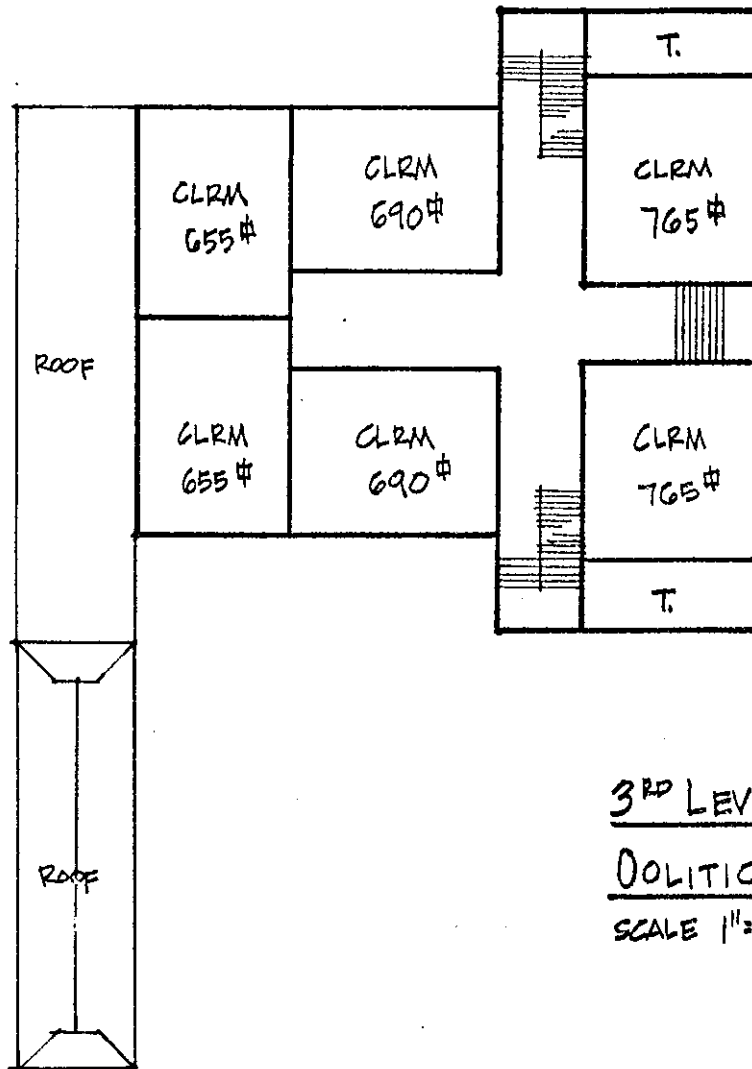 T.
CLRM
655⏍
CLRM
690⏍
CLRM
765⏍
ROOF
CLRM
655⏍
CLRM
690⏍
CLRM
765⏍
T.
3RD LEV
OOLITIC
SCALE 1"=
ROOF